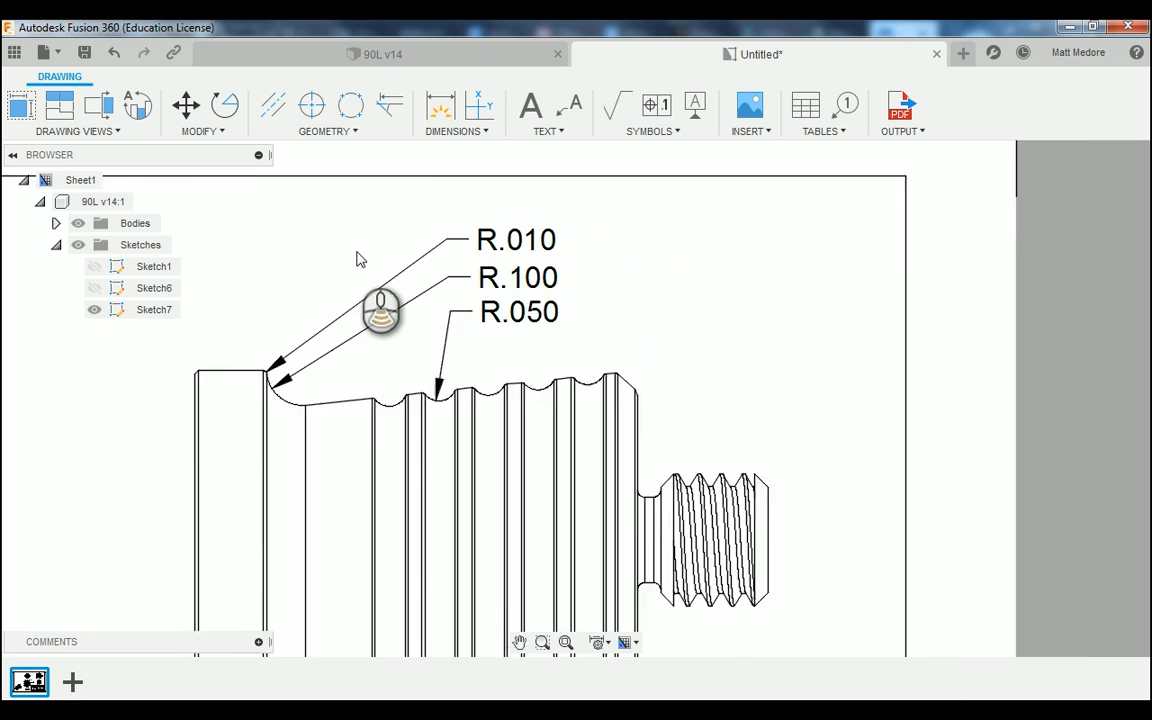 Autodesk Fusion 360 (Education License)
90L v14
Untitled*
Matt Medore
DRAWING
DRAWING VIEWS
MODIFY
GEOMETRY
DIMENSIONS
TEXT
SYMBOLS
INSERT
TABLES
OUTPUT
BROWSER
Sheet1
90L v14:1
Bodies
Sketches
Sketch1
Sketch6
Sketch7
R.010
R.100
R.050
COMMENTS